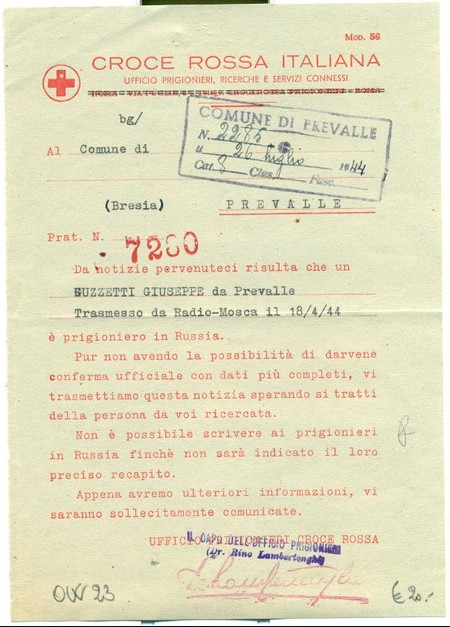 Mod. 56
CROCE ROSSA ITALIANA
UFFICIO PRIGIONIERI, RICERCHE E SERVIZI CONNESSI
COMUNE DI PREVALLE
N. 2285
bg/
26 luglio 1944
Al Comune di
Cat. 8 Clas. Fasc.
(Bresia) PREVALLE
Prat. N. 7260
Da notizie pervenuteci risulta che un
GUZZETTI GIUSEPPE da Prevalle
Trasmesso da Radio-Mosca il 18/4/44
è prigioniero in Russia.
Pur non avendo la possibilità di darvene
conferma ufficiale con dati più completi, vi
trasmettiamo questa notizia sperando si tratti
della persona da voi ricercata.
Non è possibile scrivere ai prigionieri
in Russia finchè non sarà indicato il loro
preciso recapito.
Appena avremo ulteriori informazioni, vi
saranno sollecitamente comunicate.
UFFICIO PRIGIONIERI CROCE ROSSA
IL CAPO DELL'UFFICIO PRIGIONIERI
(Dr. Rino Lambertenghi)
€ 20.-